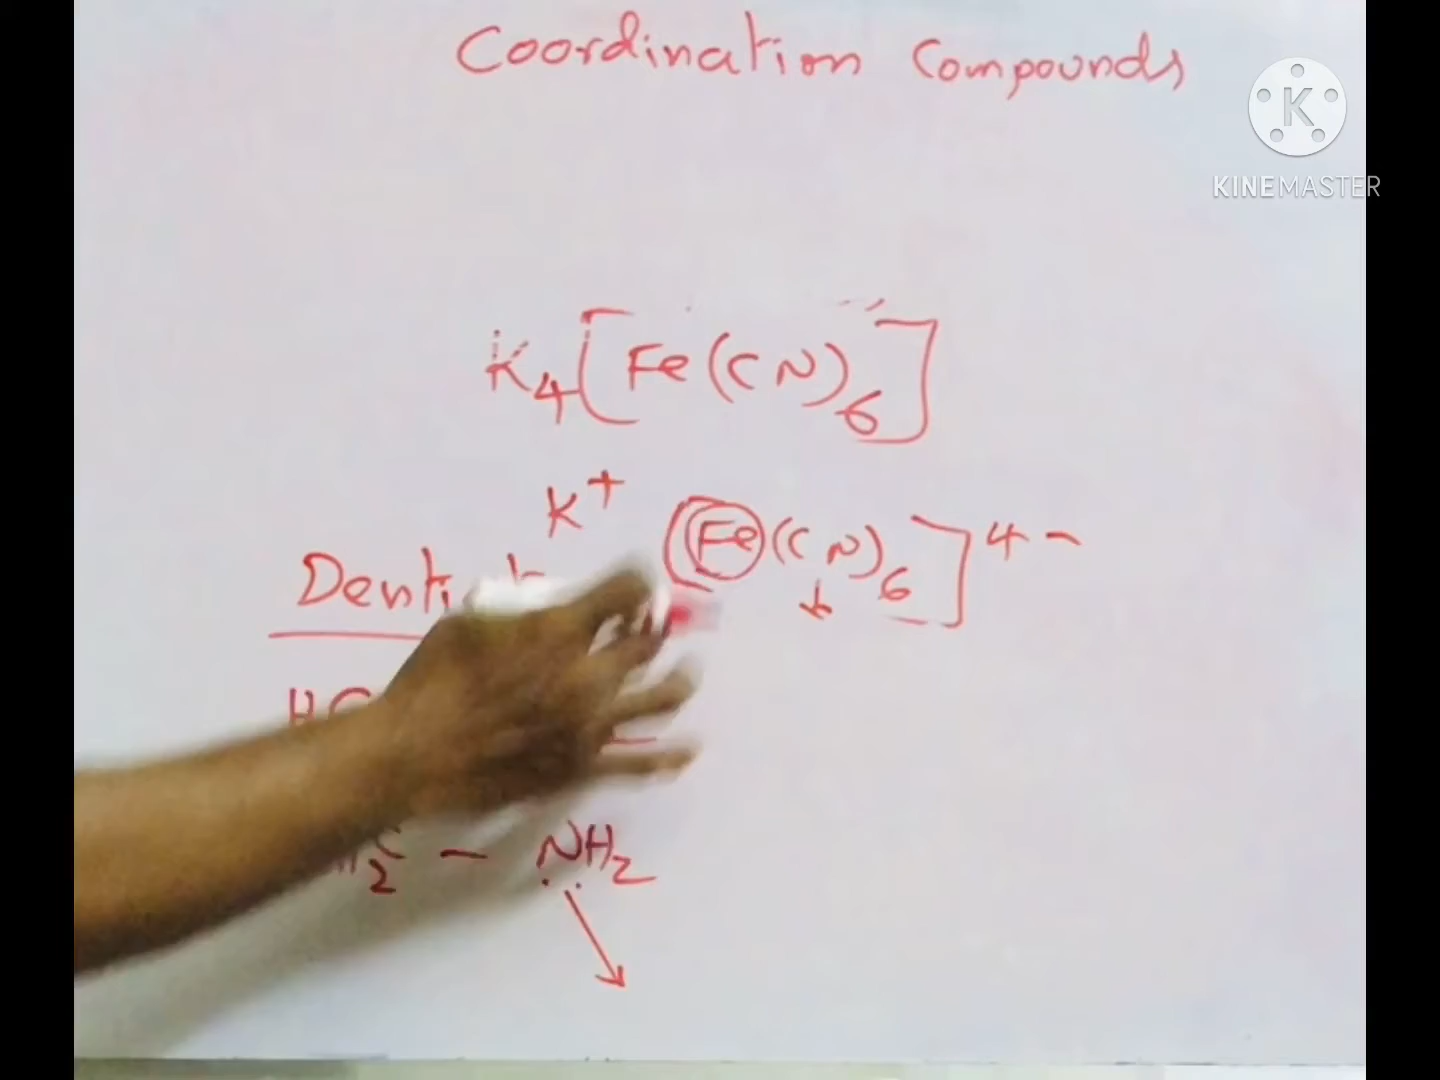 Coordination Compounds
KINEMASTER
K4[Fe(CN)6]
K+ [Fe(CN)6]4-
NH2